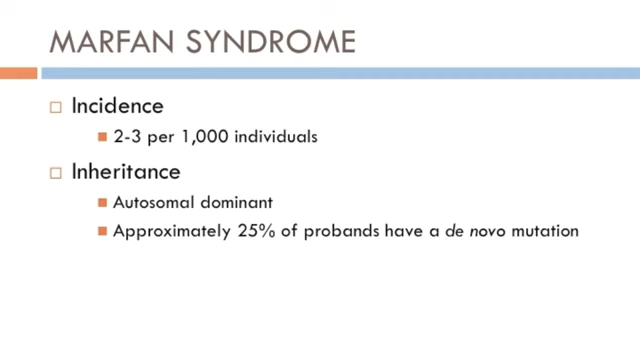 MARFAN SYNDROME
Incidence
2-3 per 1,000 individuals
Inheritance
Autosomal dominant
Approximately 25% of probands have a de novo mutation